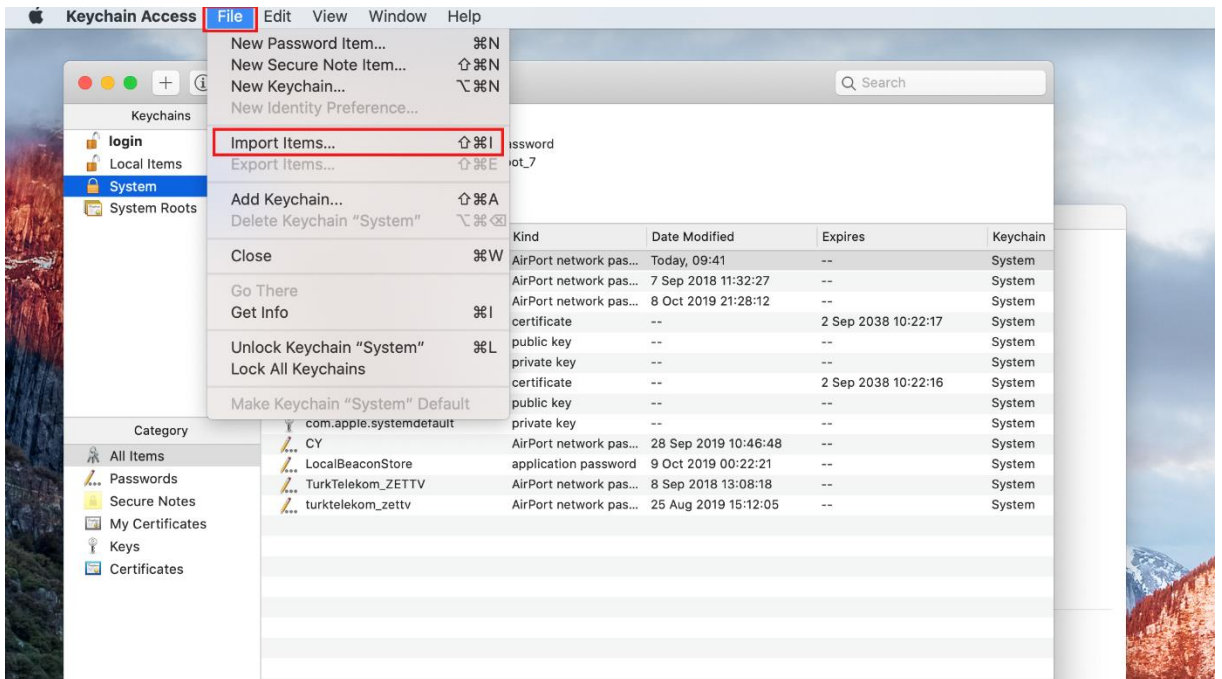 Keychain Access File Edit View Window Help
New Password Item... ⌘N
New Secure Note Item... ⇧⌘N
New Keychain... ⌥⌘N
New Identity Preference...
Import Items... ⇧⌘I
Export Items... ⇧⌘E
Add Keychain... ⇧⌘A
Delete Keychain “System” ⌥⌘⌫
Close ⌘W
Go There
Get Info ⌘I
Unlock Keychain “System” ⌘L
Lock All Keychains
Make Keychain “System” Default
Search
Keychains
login
Local Items
System
System Roots
Kind Date Modified Expires Keychain
AirPort network pas... Today, 09:41 -- System
AirPort network pas... 7 Sep 2018 11:32:27 -- System
AirPort network pas... 8 Oct 2019 21:28:12 -- System
certificate -- 2 Sep 2038 10:22:17 System
public key -- -- System
private key -- -- System
certificate -- 2 Sep 2038 10:22:16 System
public key -- -- System
com.apple.systemdefault private key -- -- System
CY AirPort network pas... 28 Sep 2019 10:46:48 -- System
LocalBeaconStore application password 9 Oct 2019 00:22:21 -- System
TurkTelekom_ZETTV AirPort network pas... 8 Sep 2018 13:08:18 -- System
turktelekom_zettv AirPort network pas... 25 Aug 2019 15:12:05 -- System
Category
All Items
Passwords
Secure Notes
My Certificates
Keys
Certificates